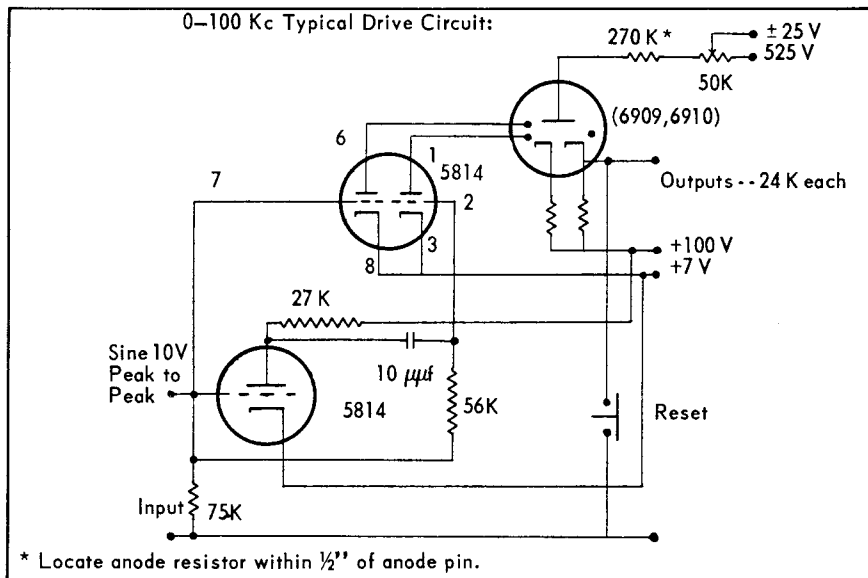 0–100 Kc Typical Drive Circuit:
270 K *
± 25 V
525 V
50K
(6909,6910)
6
1
5814
7
2
Outputs -- 24 K each
3
8
+100 V
+7 V
27 K
Sine 10V
Peak to
Peak
10 μμf
5814
56K
Reset
Input
75K
* Locate anode resistor within ½'' of anode pin.